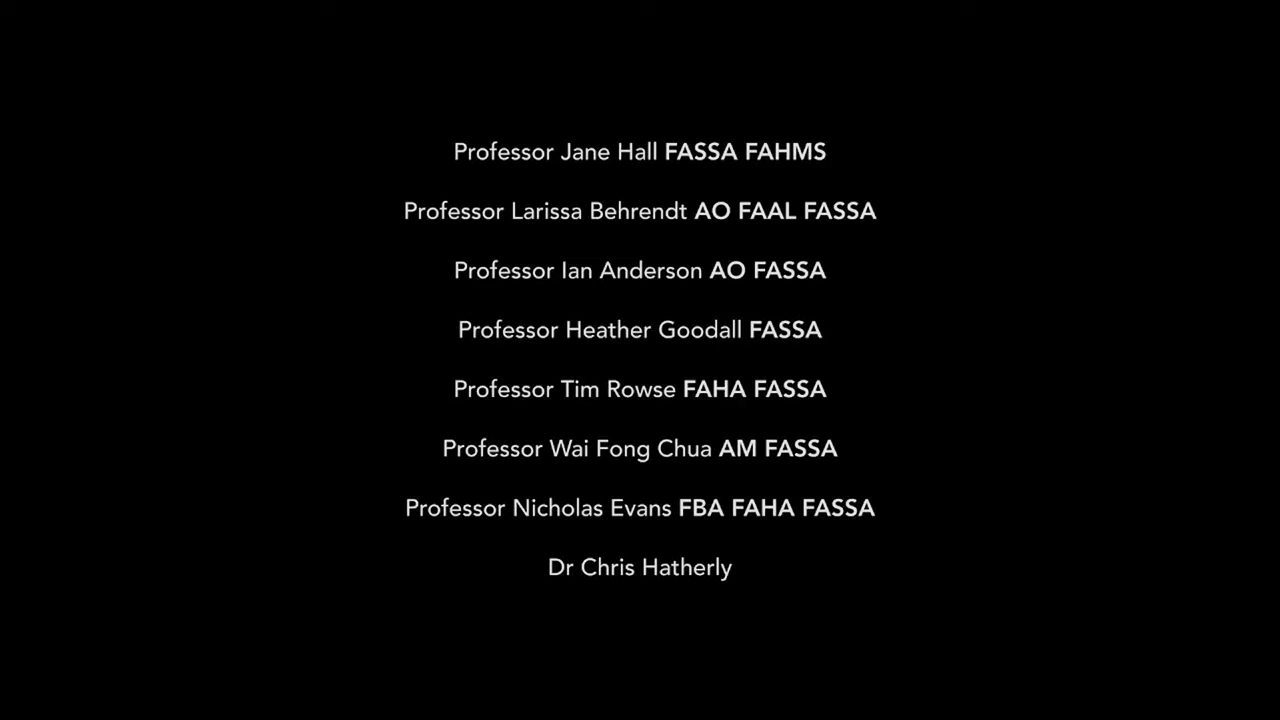 Professor Jane Hall FASSA FAHMS
Professor Larissa Behrendt AO FAAL FASSA
Professor Ian Anderson AO FASSA
Professor Heather Goodall FASSA
Professor Tim Rowse FAHA FASSA
Professor Wai Fong Chua AM FASSA
Professor Nicholas Evans FBA FAHA FASSA
Dr Chris Hatherly